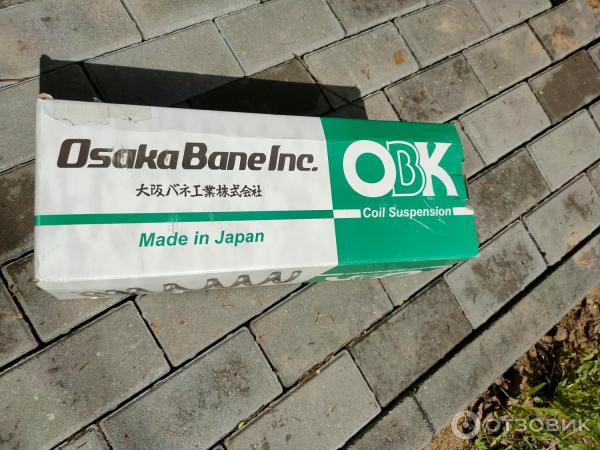 Osaka Bane Inc.
大阪バネ工業株式会社
Made in Japan
OBK
Coil Suspension
ОТЗОВИК